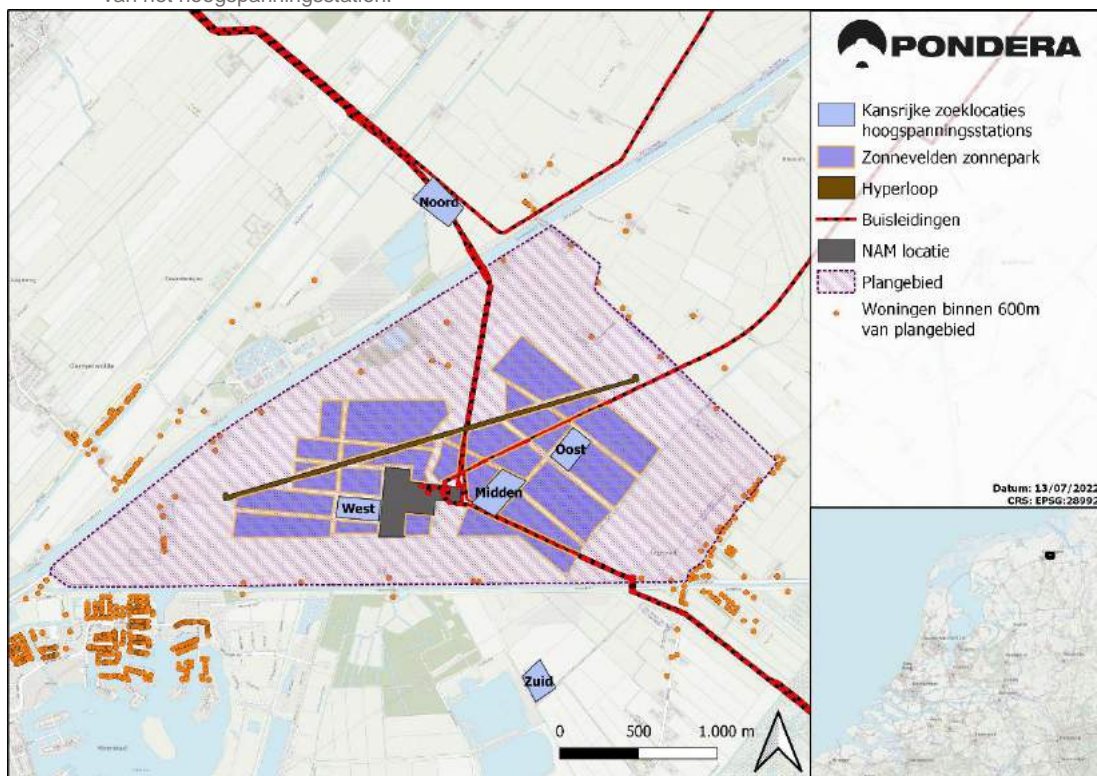 van het hoogspanningsstation.
PONDERA
Kansrijke zoeklocaties
hoogspanningsstations
Zonnevelden zonnepark
Hyperloop
Buisleidingen
NAM locatie
Plangebied
Woningen binnen 600m
van plangebied
Datum: 13/07/2022
CRS: EPSG:28992
Noord
Oost
Midden
West
Zuid
0 500 1.000 m